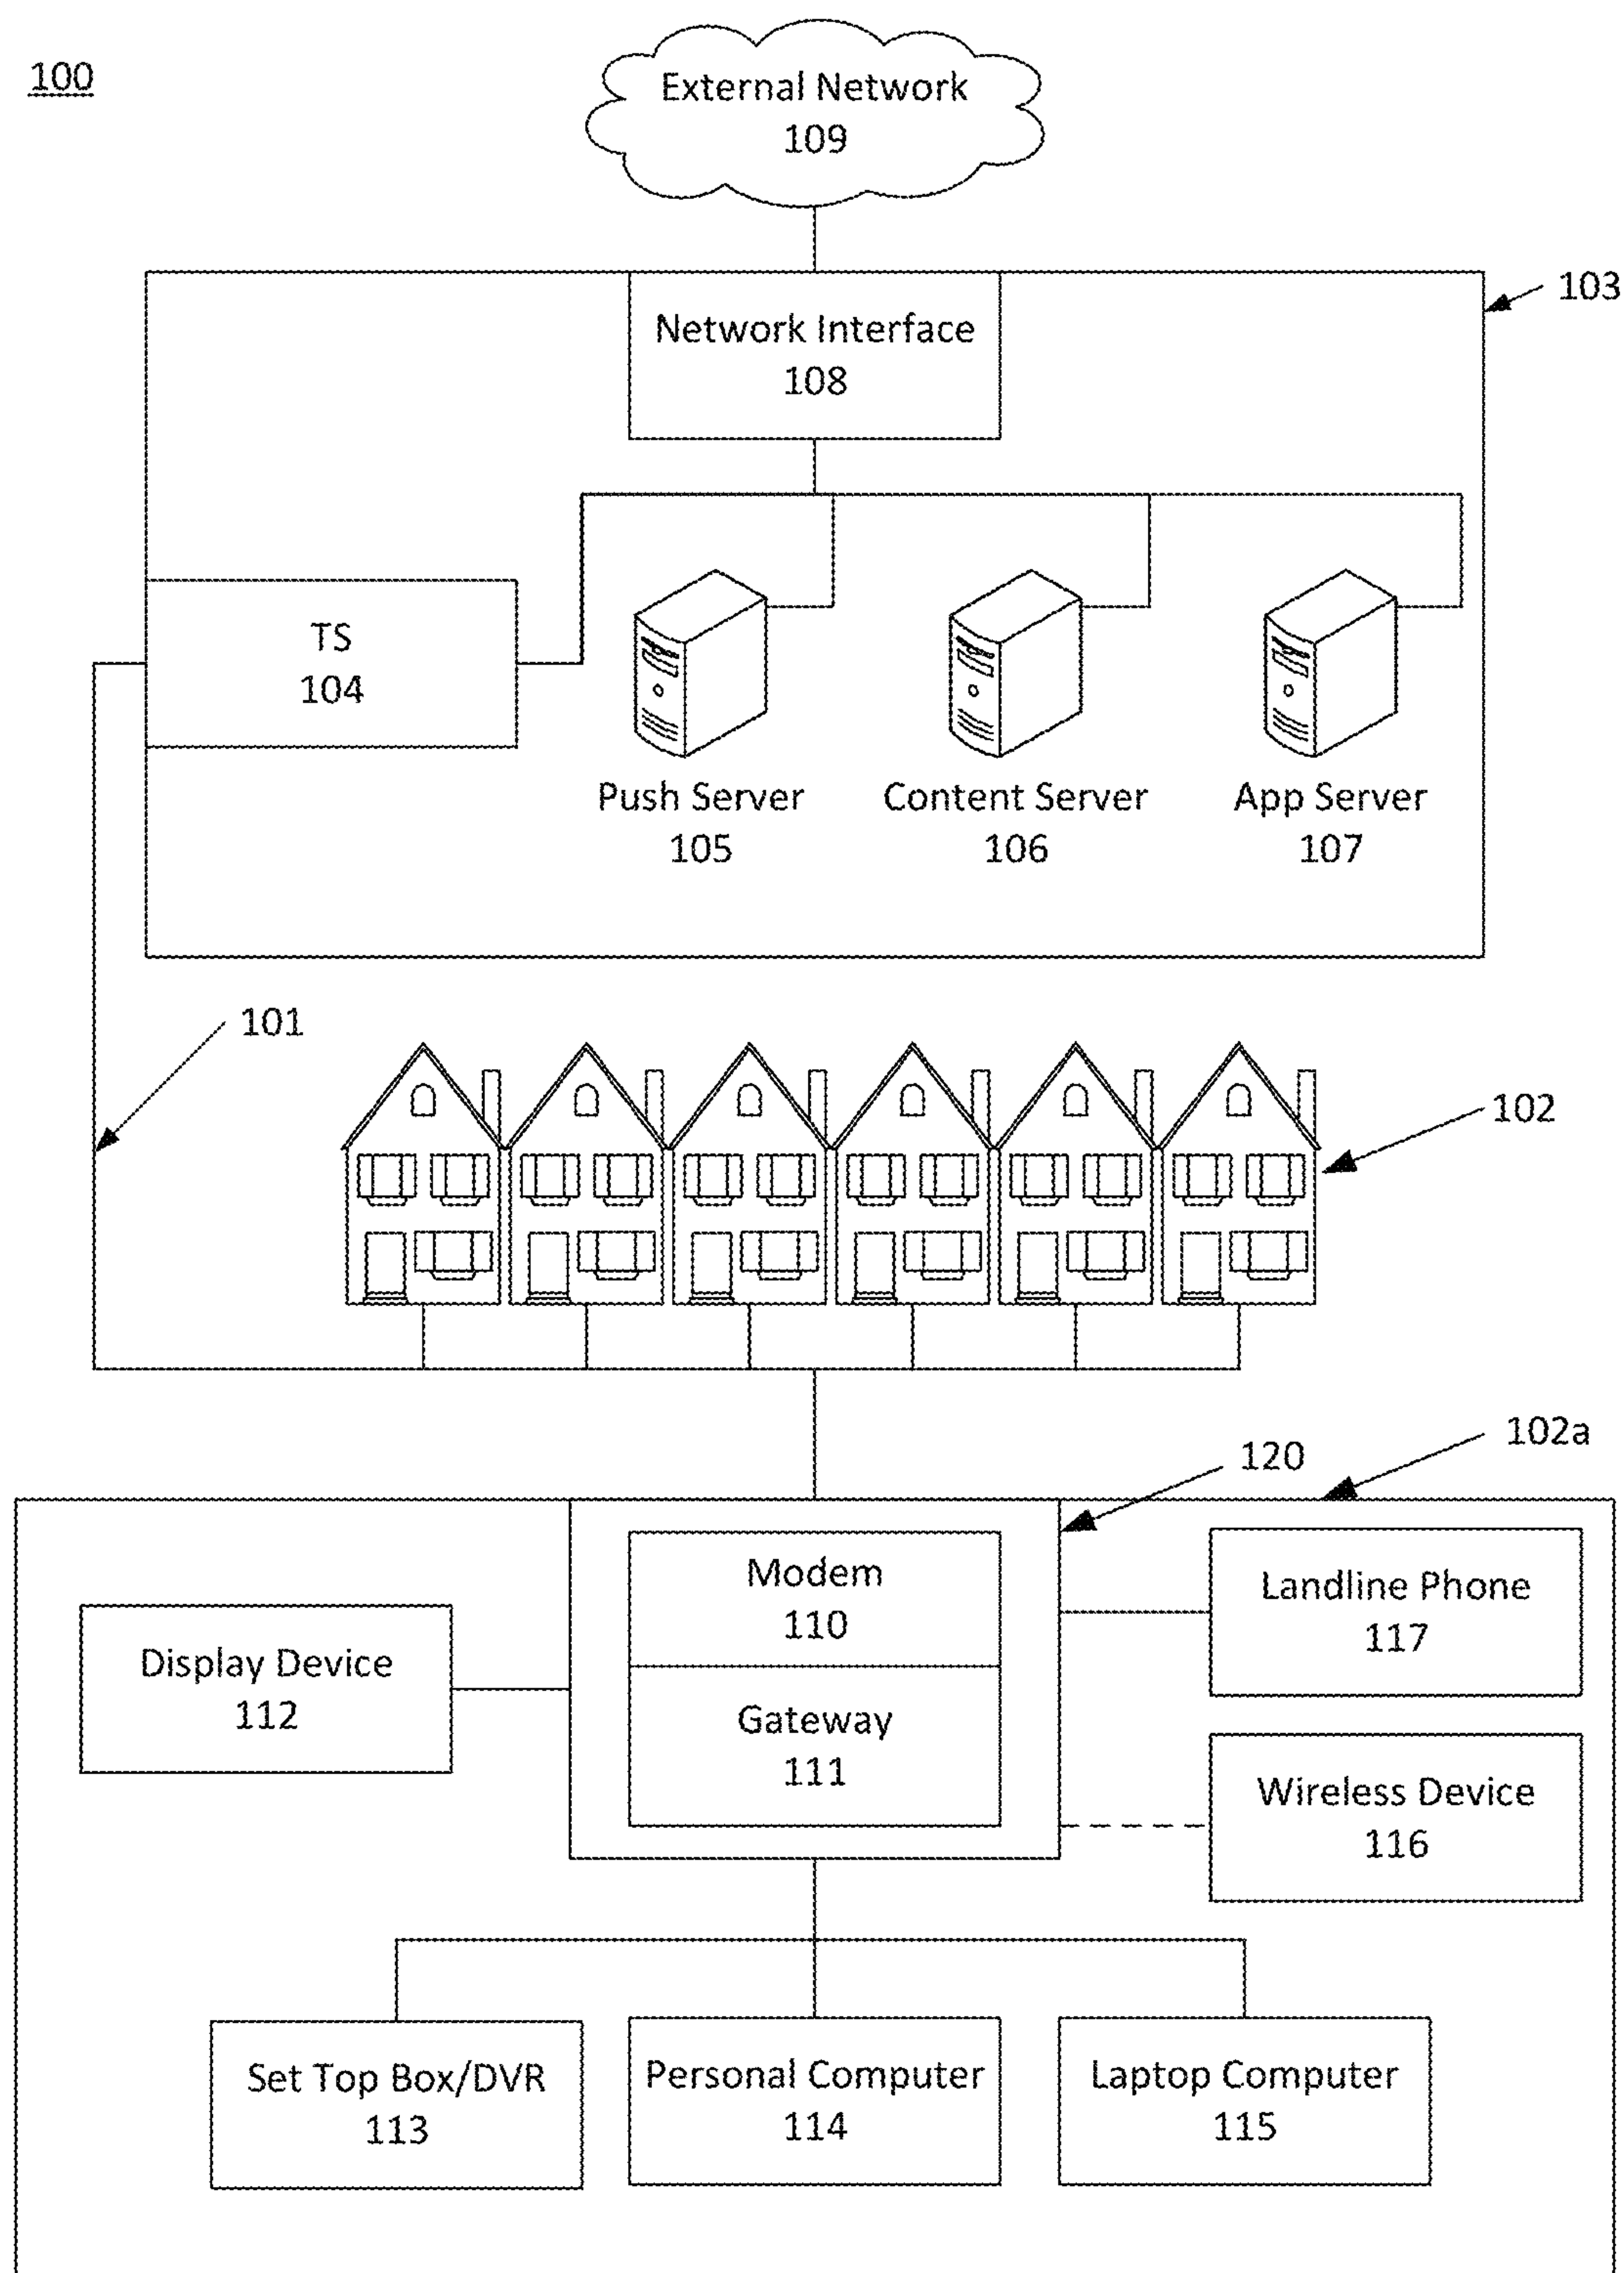 100
External Network
109
103
Network Interface
108
TS
104
Push Server
105
Content Server
106
App Server
107
101
102
102a
120
Modem
110
Landline Phone
117
Display Device
112
Gateway
111
Wireless Device
116
Set Top Box/DVR
113
Personal Computer
114
Laptop Computer
115